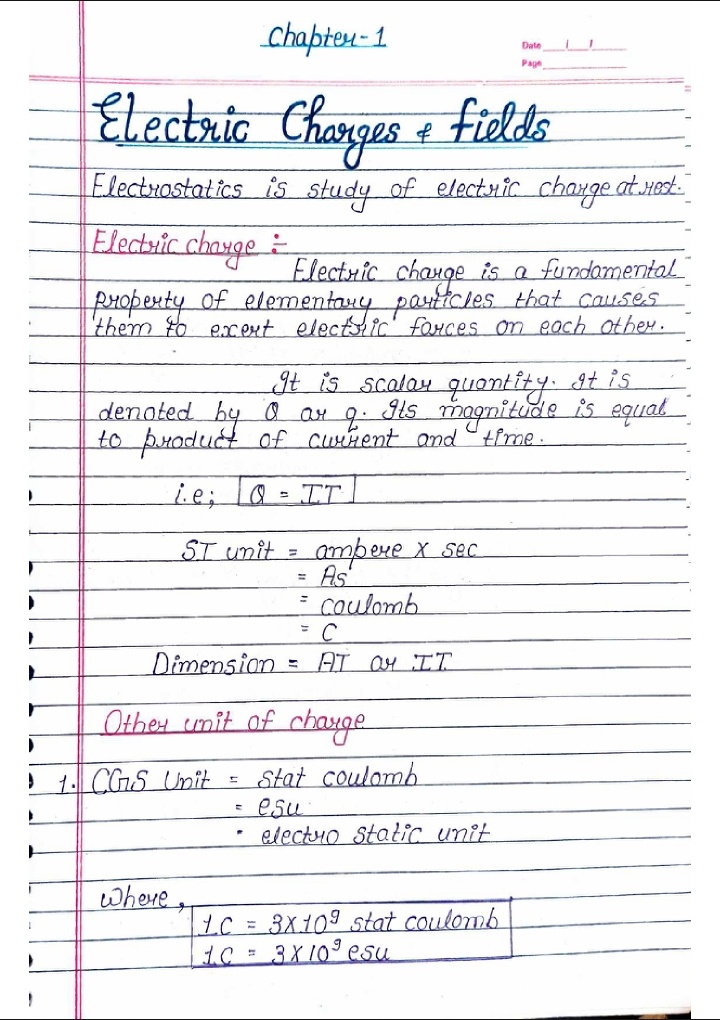 Chapter-1
Date / /
Page
Electric Charges & fields
Electrostatics is study of electric charge at rest.
Electric charge :-
Electric charge is a fundamental
property of elementary particles that causes
them to exert electric forces on each other.
It is scalar quantity. It is
denoted by Q or q. Its magnitude is equal
to product of current and time.
i.e; Q = IT
SI unit = ampere X sec
= As
= coulomb
= C
Dimension = AT or IT
Other unit of charge
1. CGS Unit = stat coulomb
= esu
· electro static unit
where,
1C = 3X10⁹ stat coulomb
1C = 3X10⁹ esu